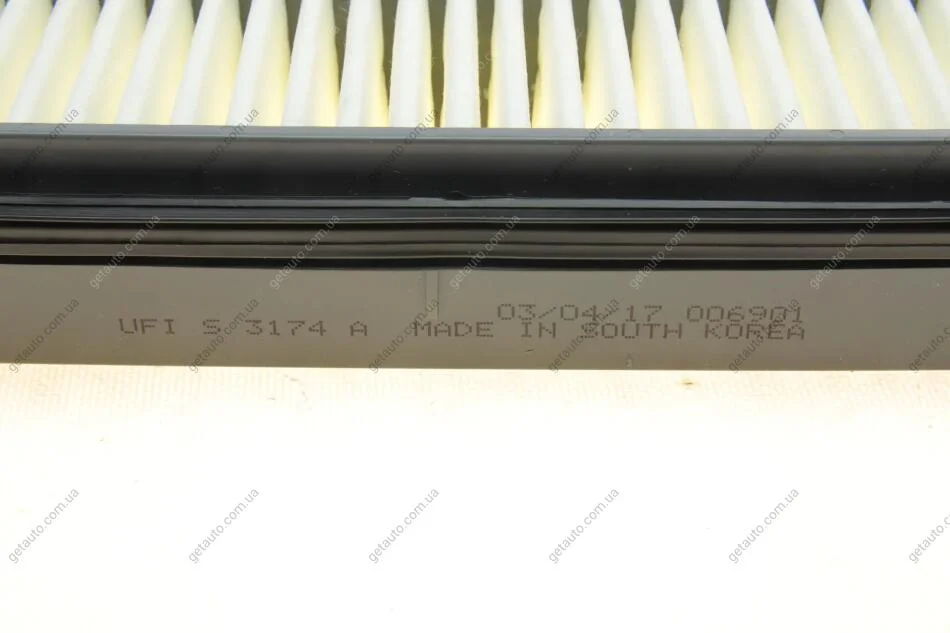 03/04/17 006901
UFI S 3174 A MADE IN SOUTH KOREA
getauto.com.ua